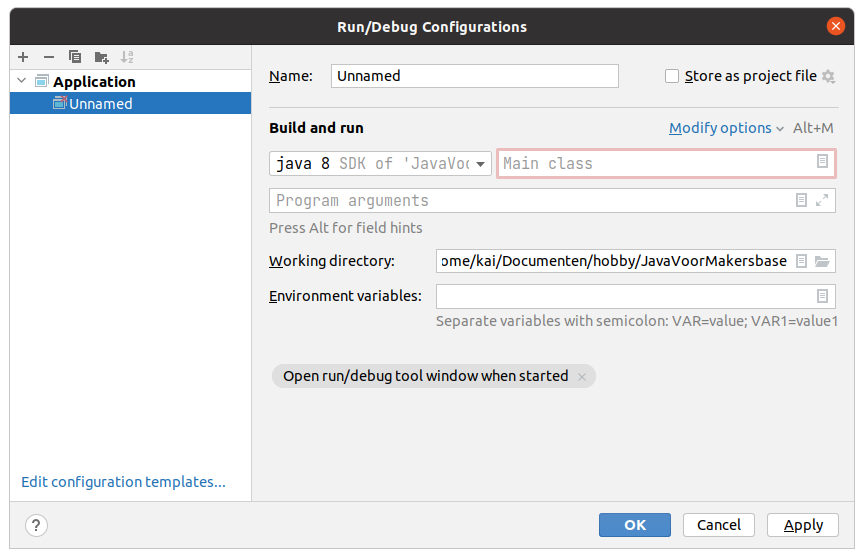 Run/Debug Configurations
Application
Unnamed
Name: Unnamed Store as project file
Build and run Modify options Alt+M
java 8 SDK of 'JavaVoo Main class
Program arguments
Press Alt for field hints
Working directory: ome/kai/Documenten/hobby/JavaVoorMakersbase
Environment variables:
Separate variables with semicolon: VAR=value; VAR1=value1
Open run/debug tool window when started
Edit configuration templates...
? OK Cancel Apply